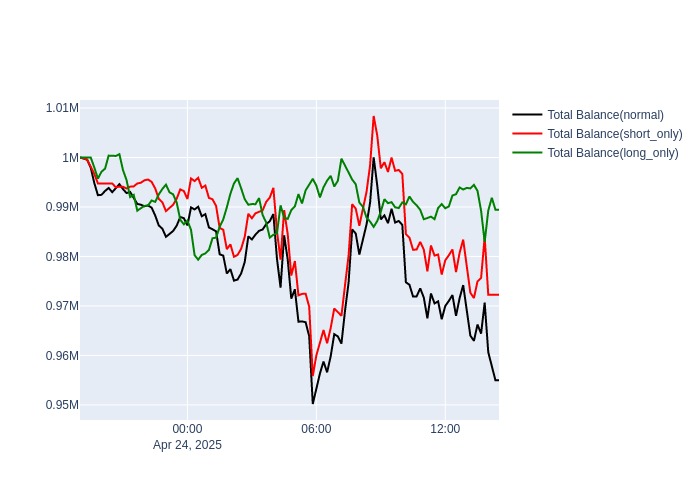 1.01M
1M
0.99M
0.98M
0.97M
0.96M
0.95M
00:00
06:00
12:00
Apr 24, 2025
Total Balance(normal)
Total Balance(short_only)
Total Balance(long_only)